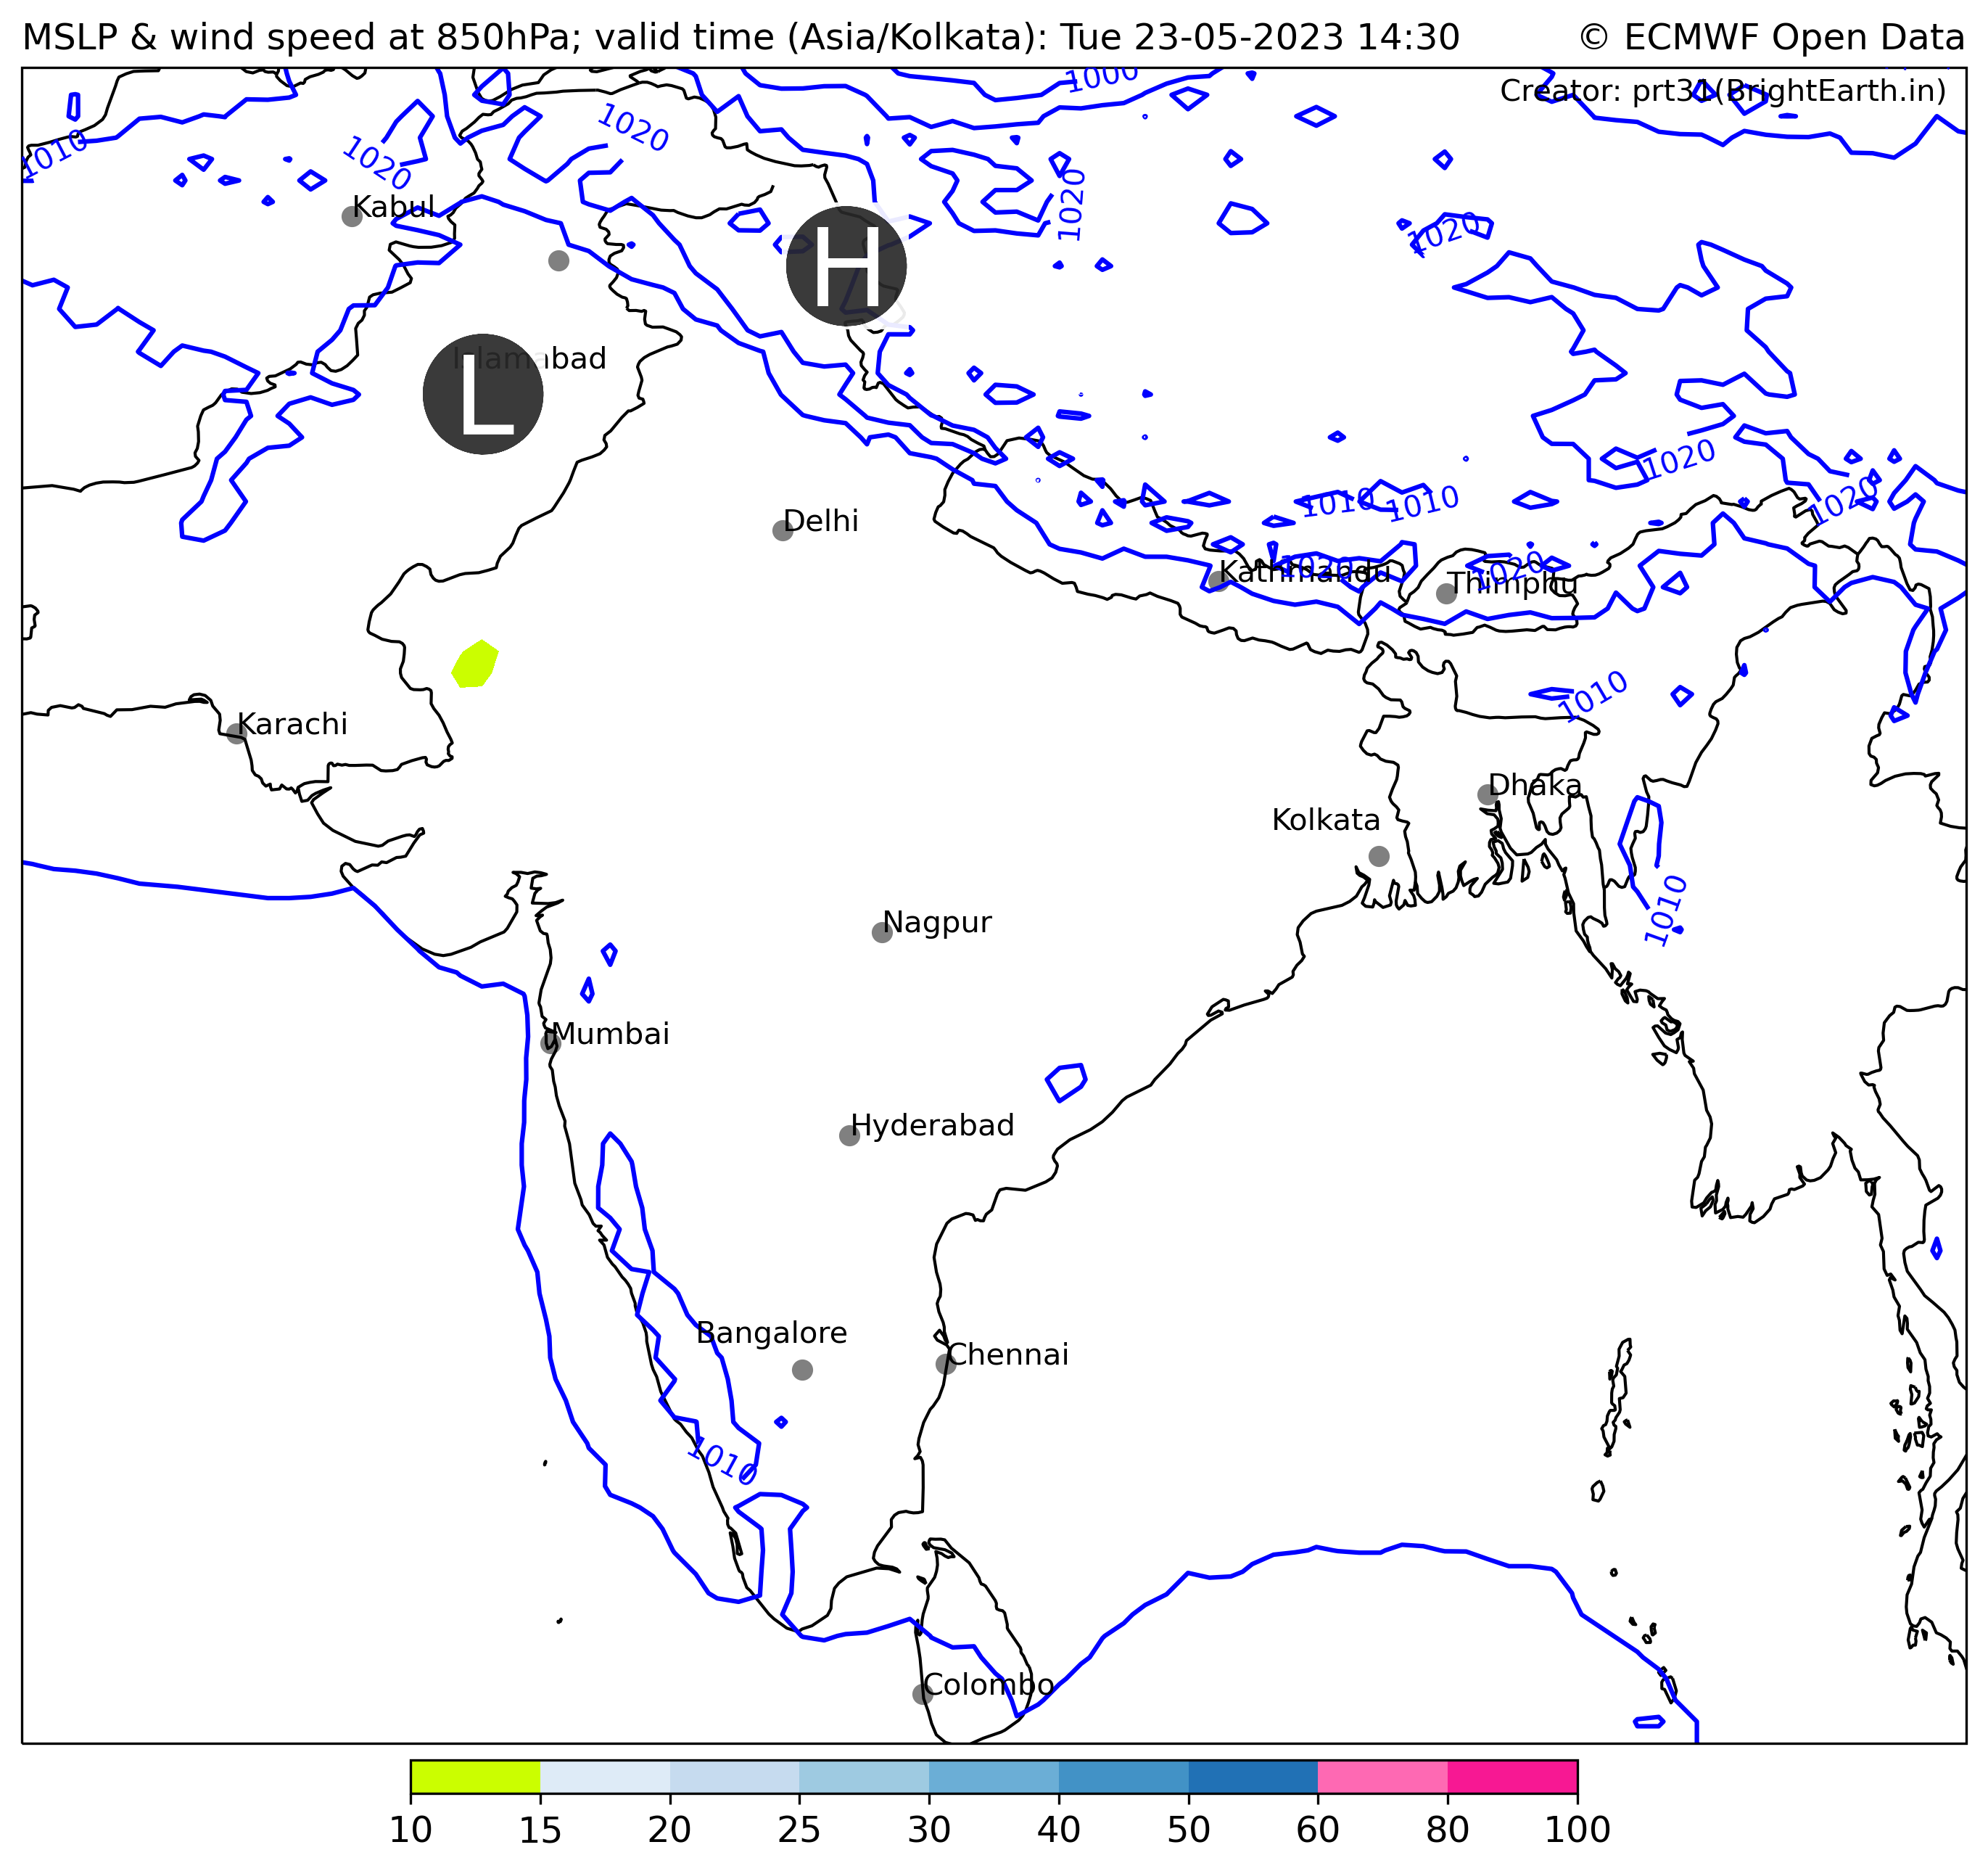 MSLP & wind speed at 850hPa; valid time (Asia/Kolkata): Tue 23-05-2023 14:30 © ECMWF Open Data
Creator: prt31(BrightEarth.in)
1000
1010
1020
1020
1020
1020
Kabul
H
Islamabad
L
1020
1020
1010
1010
Delhi
1020
Kathmandu
1020
Thimphu
1010
Karachi
Dhaka
Kolkata
1010
Nagpur
Mumbai
Hyderabad
Bangalore
Chennai
1010
Colombo
10 15 20 25 30 40 50 60 80 100